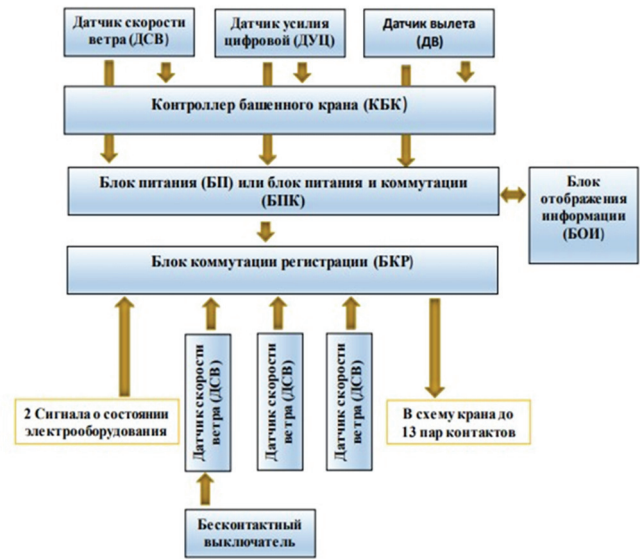 Датчик скорости
ветра (ДСВ)
Датчик усилия
цифровой (ДУЦ)
Датчик вылета
(ДВ)
Контроллер башенного крана (КБК)
Блок питания (БП) или блок питания и коммутации
(БПК)
Блок
отображения
информации
(БОИ)
Блок коммутации регистрации (БКР)
2 Сигнала о состоянии
электрооборудования
Датчик скорости
ветра (ДСВ)
Датчик скорости
ветра (ДСВ)
Датчик скорости
ветра (ДСВ)
В схему крана до
13 пар контактов
Бесконтактный
выключатель